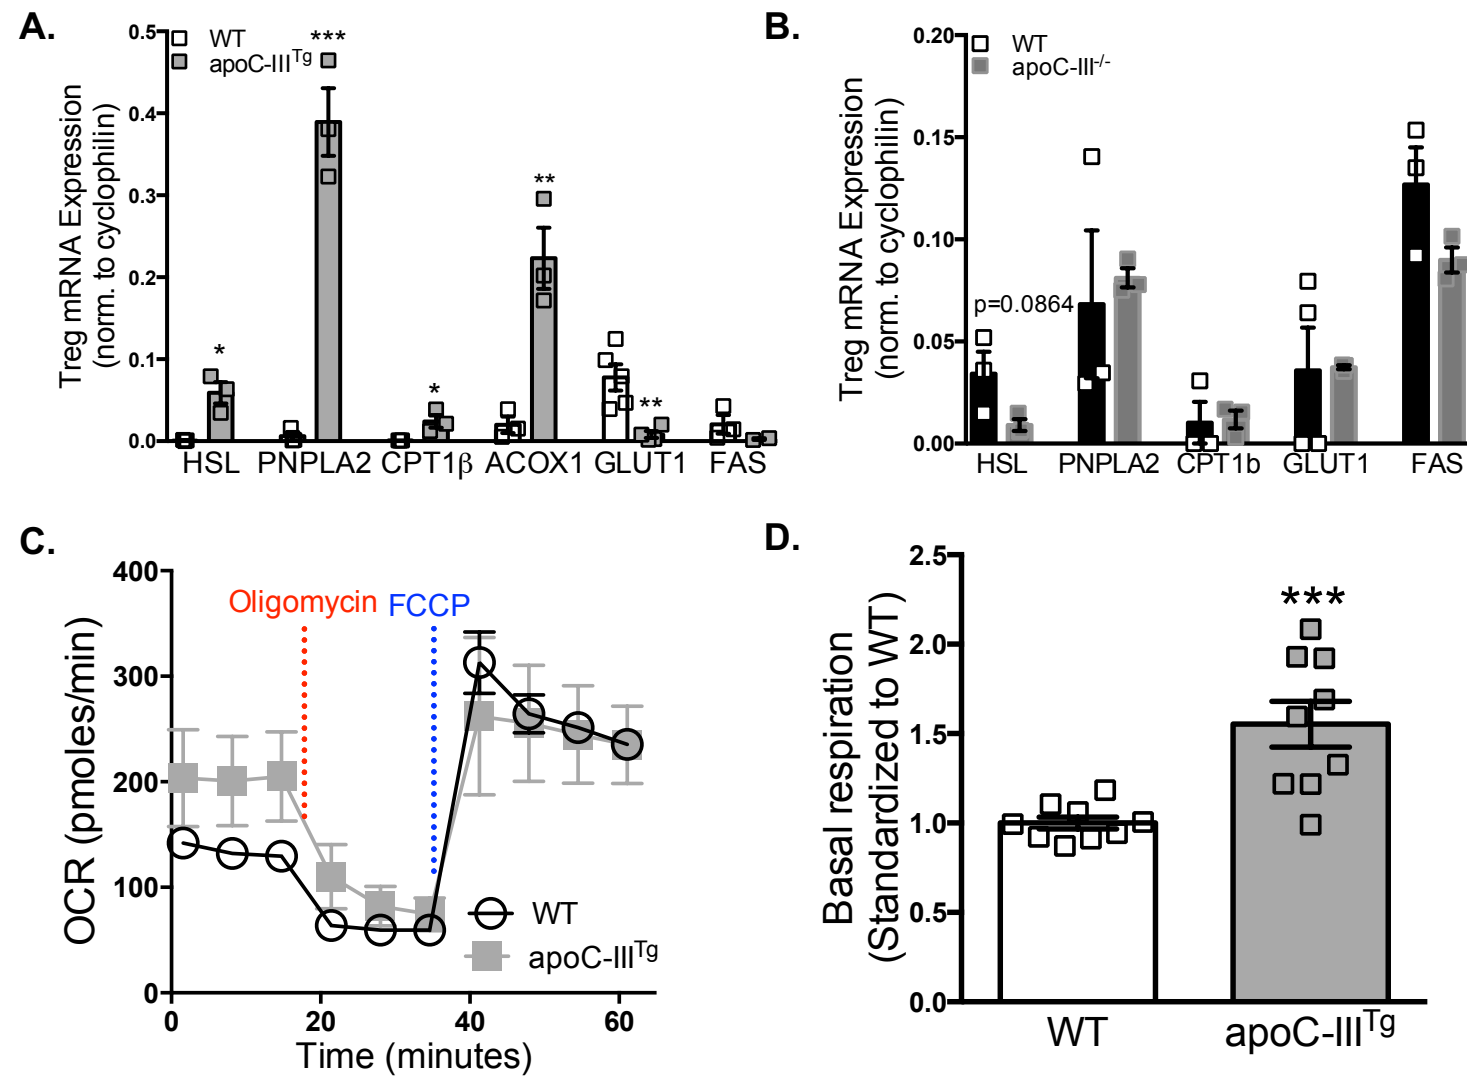 A.
WT
apoC-III^Tg
Treg mRNA Expression
(norm. to cyclophilin)
0.5
0.4
0.3
0.2
0.1
0.0
*
***
*
**
**
HSL PNPLA2 CPT1β ACOX1 GLUT1 FAS
B.
WT
apoC-III^-/-
Treg mRNA Expression
(norm. to cyclophilin)
0.20
0.15
0.10
0.05
0.00
p=0.0864
HSL PNPLA2 CPT1b GLUT1 FAS
C.
OCR (pmoles/min)
400
300
200
100
0
Oligomycin FCCP
WT
apoC-III^Tg
0 20 40 60
Time (minutes)
D.
Basal respiration
(Standardized to WT)
2.5
2.0
1.5
1.0
0.5
0.0
***
WT apoC-III^Tg